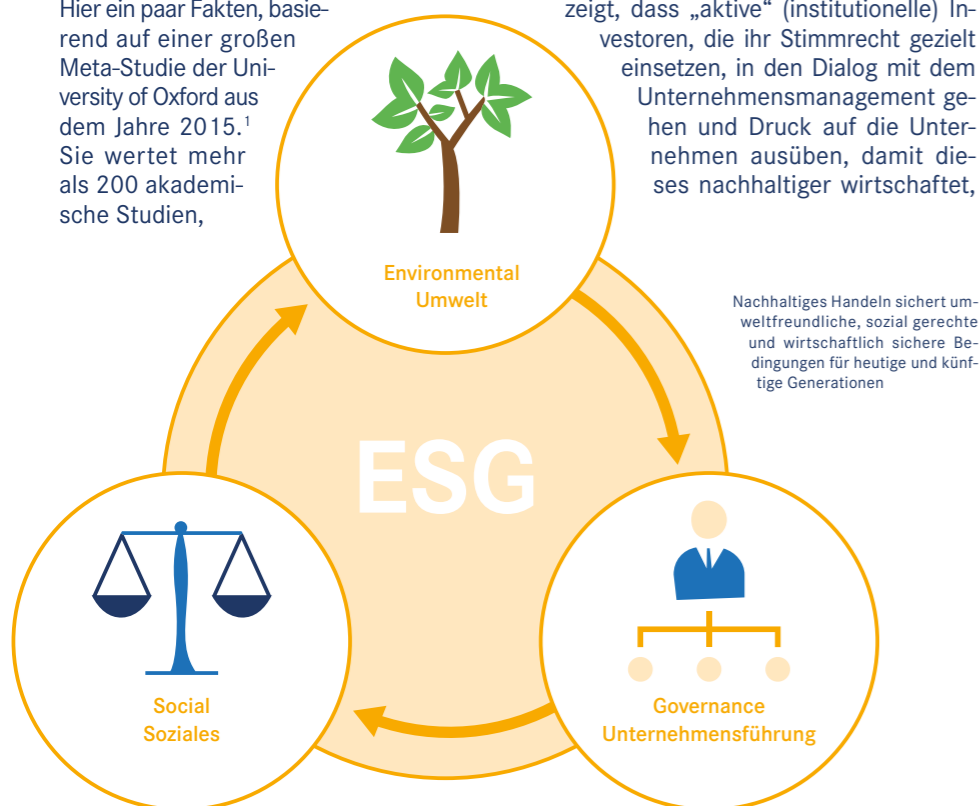 Hier ein paar Fakten, basie-
rend auf einer großen
Meta-Studie der Uni-
versity of Oxford aus
dem Jahre 2015.¹
Sie wertet mehr
als 200 akademi-
sche Studien,
zeigt, dass „aktive“ (institutionelle) In-
vestoren, die ihr Stimmrecht gezielt
einsetzen, in den Dialog mit dem
Unternehmensmanagement ge-
hen und Druck auf die Unter-
nehmen ausüben, damit die-
ses nachhaltiger wirtschaftet,
Environmental
Umwelt
Nachhaltiges Handeln sichert um-
weltfreundliche, sozial gerechte
und wirtschaftlich sichere Be-
dingungen für heutige und künf-
tige Generationen
ESG
Social
Soziales
Governance
Unternehmensführung